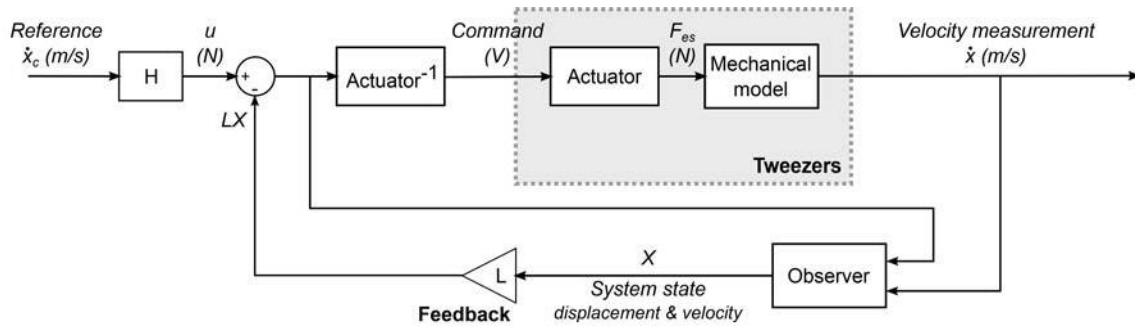 Reference
ẋc (m/s)
H
u
(N)
+
-
LX
Actuator-1
Command
(V)
Actuator
Fes
(N)
Mechanical
model
Tweezers
Velocity measurement
ẋ (m/s)
Observer
X
System state
displacement & velocity
L
Feedback